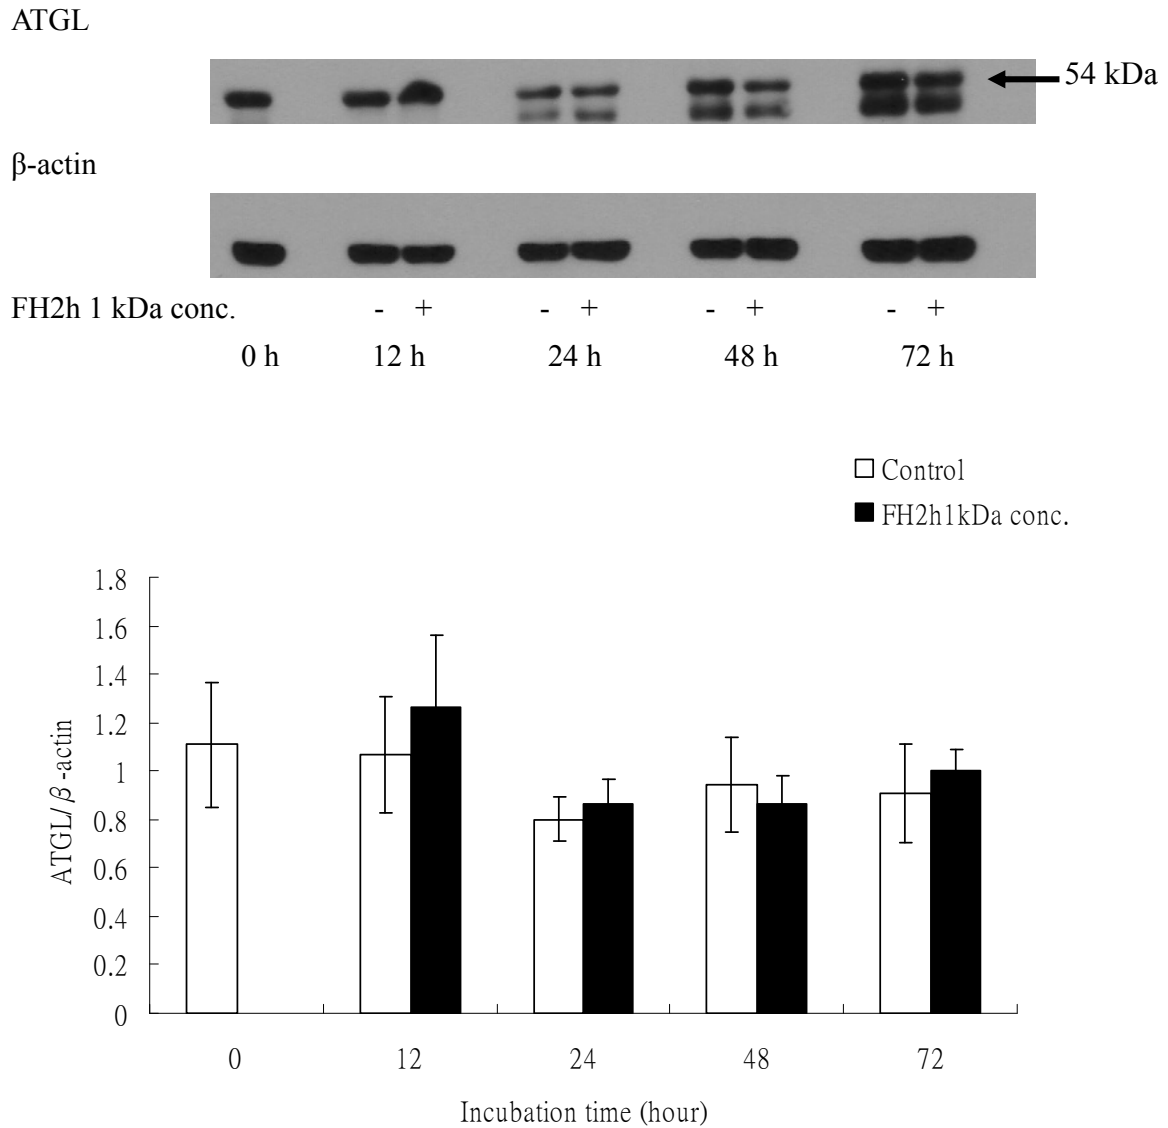 ATGL
54 kDa
β-actin
FH2h 1 kDa conc.
- + - + - + - +
0 h 12 h 24 h 48 h 72 h
Control
FH2h1kDa conc.
1.8
1.6
1.4
1.2
1
0.8
0.6
0.4
0.2
0
ATGL/β-actin
0 12 24 48 72
Incubation time (hour)